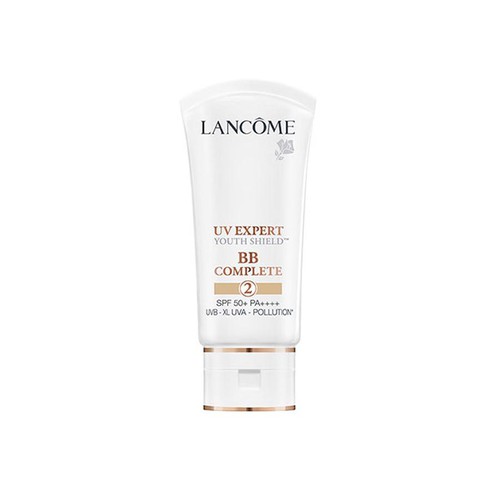 LANCÔME
UV EXPERT
YOUTH SHIELD™
BB
COMPLETE
2
SPF 50+ PA++++
UVB - XL UVA - POLLUTION*